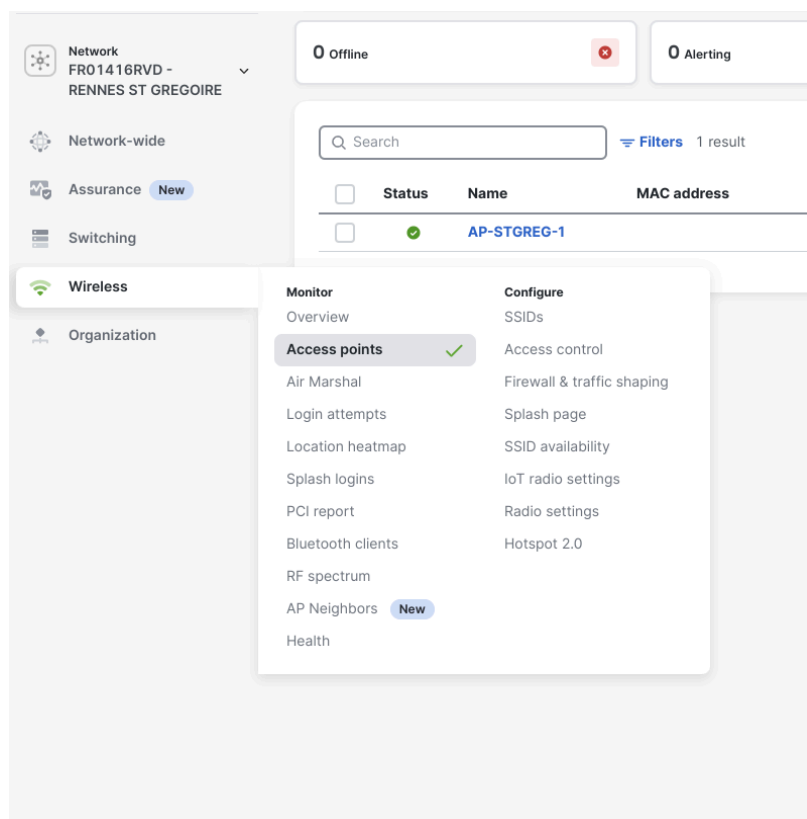 Network
FR01416RVD -
RENNES ST GREGOIRE
Network-wide
Assurance New
Switching
Wireless
Organization
0 Offline
0 Alerting
Search
Filters 1 result
Status Name MAC address
AP-STGREG-1
Monitor
Overview
Access points
Air Marshal
Login attempts
Location heatmap
Splash logins
PCI report
Bluetooth clients
RF spectrum
AP Neighbors New
Health
Configure
SSIDs
Access control
Firewall & traffic shaping
Splash page
SSID availability
IoT radio settings
Radio settings
Hotspot 2.0